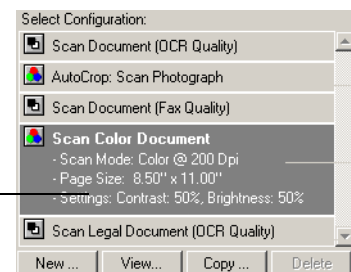 Select Configuration:
Scan Document (OCR Quality)
AutoCrop: Scan Photograph
Scan Document (Fax Quality)
Scan Color Document
- Scan Mode: Color @ 200 Dpi
- Page Size: 8.50" x 11.00"
- Settings: Contrast: 50%, Brightness: 50%
Scan Legal Document (OCR Quality)
New ... View... Copy ... Delete